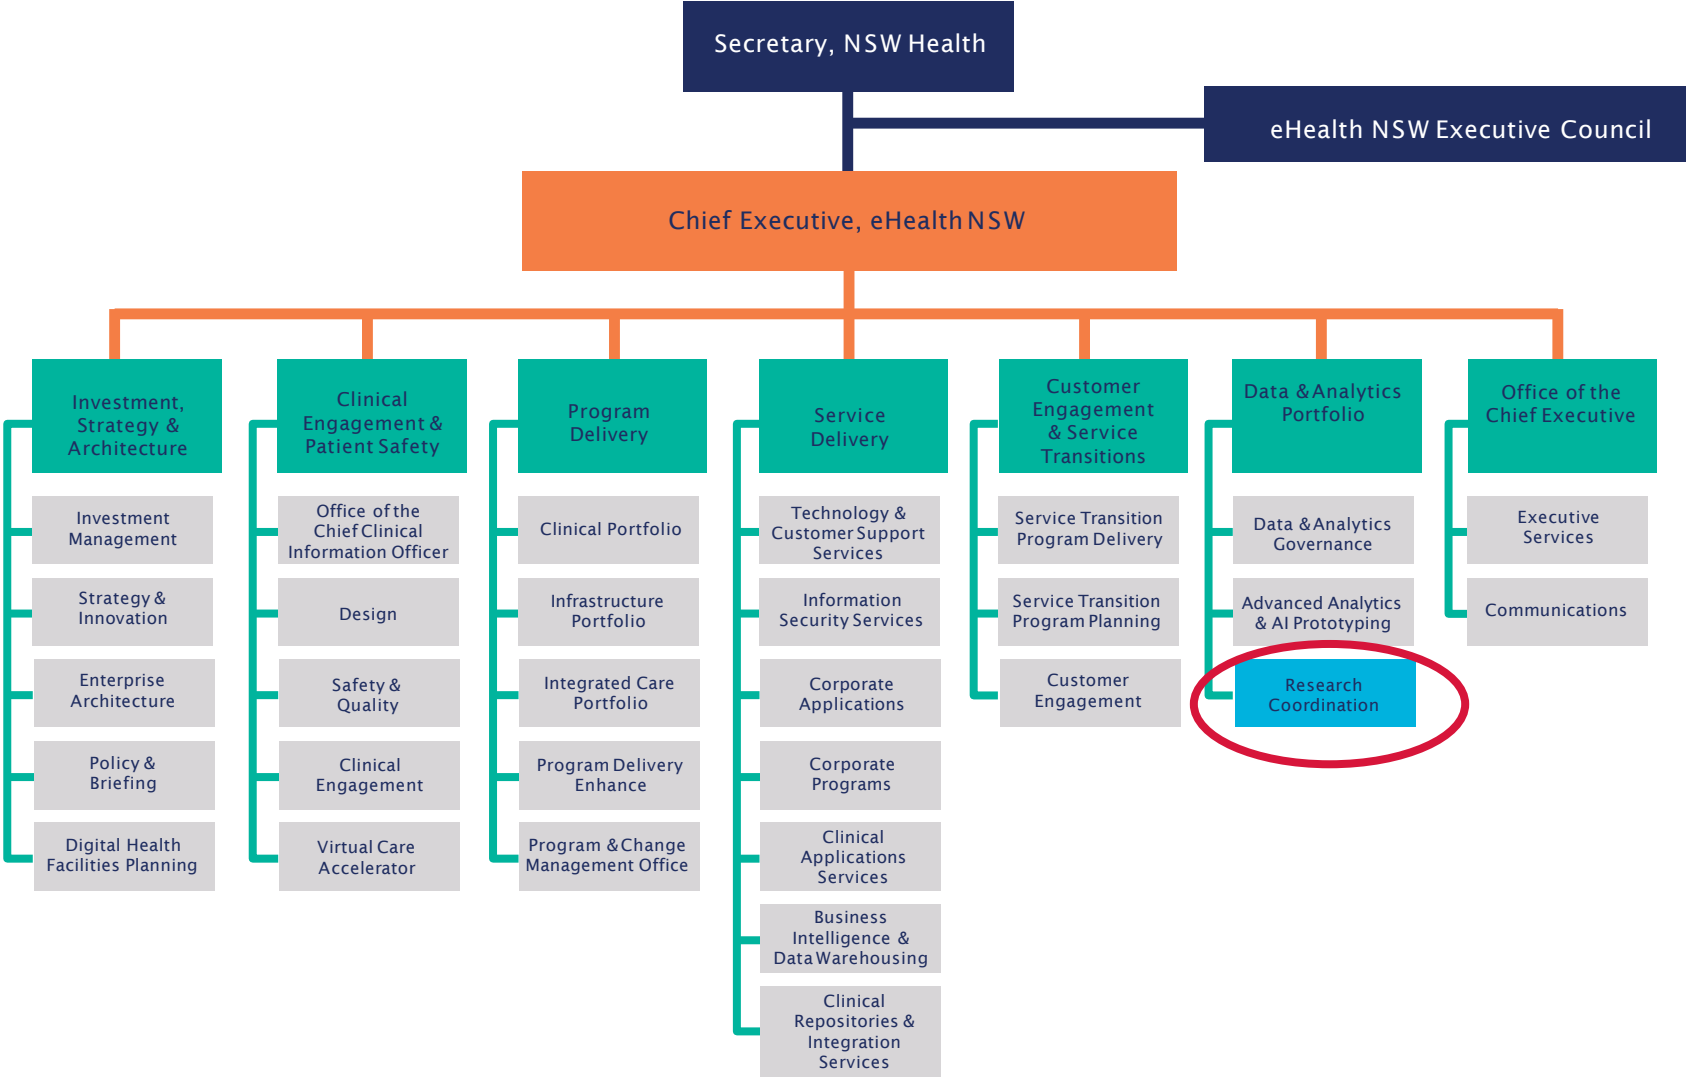 Secretary, NSW Health
eHealth NSW Executive Council
Chief Executive, eHealth NSW
Investment,
Strategy &
Architecture
Investment
Management
Strategy &
Innovation
Enterprise
Architecture
Policy &
Briefing
Digital Health
Facilities Planning
Clinical
Engagement &
Patient Safety
Office of the
Chief Clinical
Information Officer
Design
Safety &
Quality
Clinical
Engagement
Virtual Care
Accelerator
Program
Delivery
Clinical Portfolio
Infrastructure
Portfolio
Integrated Care
Portfolio
Program Delivery
Enhance
Program & Change
Management Office
Service
Delivery
Technology &
Customer Support
Services
Information
Security Services
Corporate
Applications
Corporate
Programs
Clinical
Applications
Services
Business
Intelligence &
Data Warehousing
Clinical
Repositories &
Integration
Services
Customer
Engagement
& Service
Transitions
Service Transition
Program Delivery
Service Transition
Program Planning
Customer
Engagement
Data & Analytics
Portfolio
Data & Analytics
Governance
Advanced Analytics
& AI Prototyping
Research
Coordination
Office of the
Chief Executive
Executive
Services
Communications